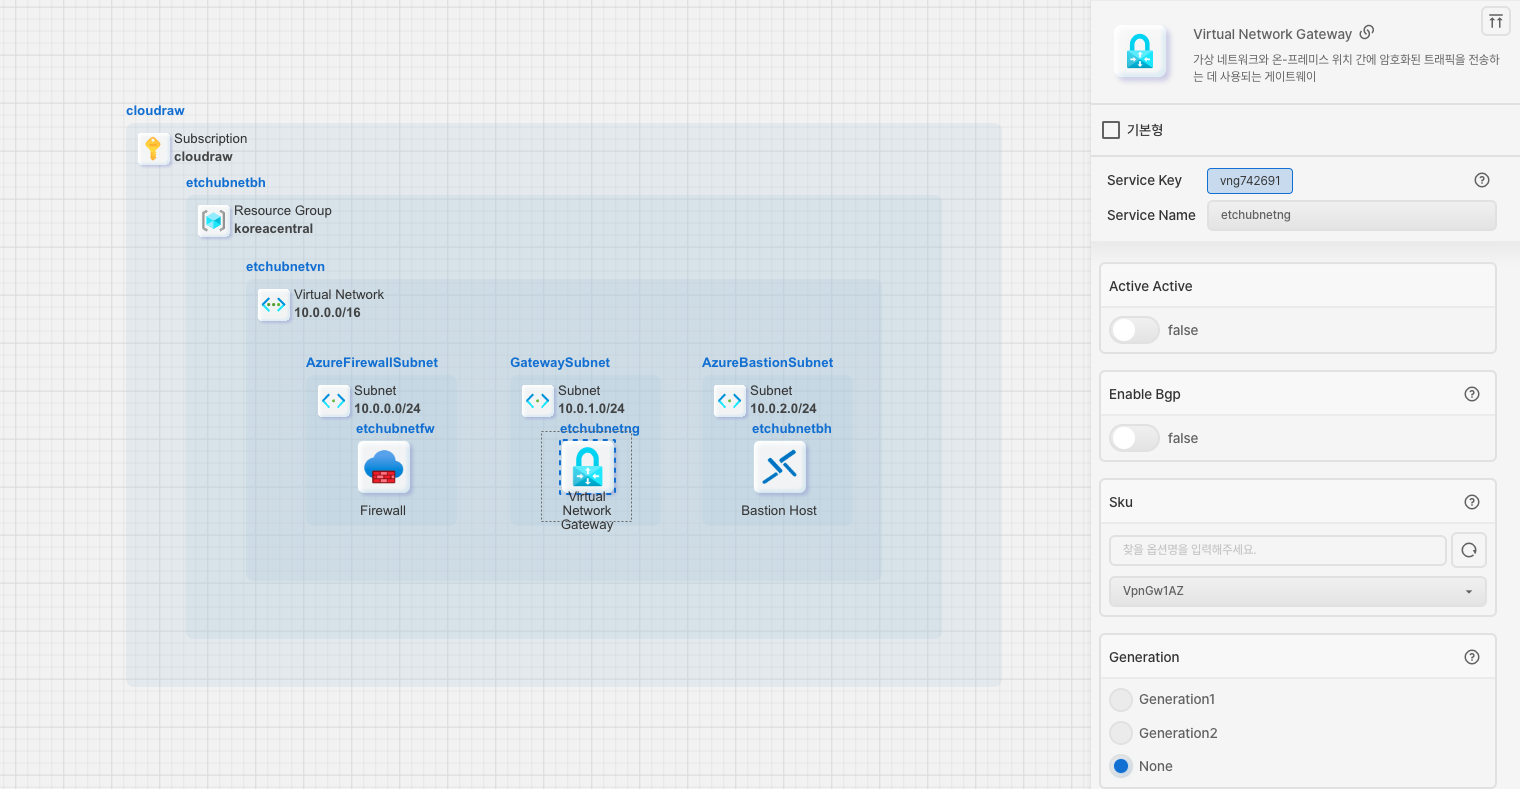 cloudraw
Subscription
cloudraw
etchubnetbh
Resource Group
koreacentral
etchubnetvn
Virtual Network
10.0.0.0/16
AzureFirewallSubnet
Subnet
10.0.0.0/24
etchubnetfw
Firewall
GatewaySubnet
Subnet
10.0.1.0/24
etchubnetng
Virtual
Network
Gateway
AzureBastionSubnet
Subnet
10.0.2.0/24
etchubnetbh
Bastion Host
Virtual Network Gateway
가상 네트워크와 온-프레미스 위치 간에 암호화된 트래픽을 전송하
는 데 사용되는 게이트웨이
기본형
Service Key
vng742691
Service Name
etchubnetng
Active Active
false
Enable Bgp
false
Sku
찾을 옵션명을 입력해주세요.
VpnGw1AZ
Generation
Generation1
Generation2
None